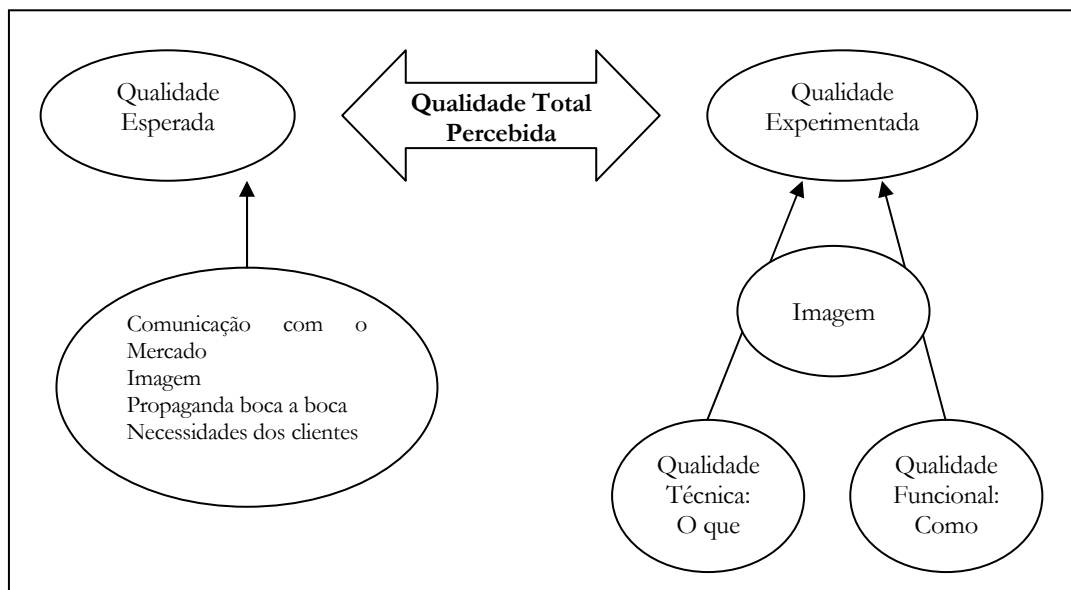 Qualidade
Esperada
Qualidade Total
Percebida
Qualidade
Experimentada
Comunicação com o
Mercado
Imagem
Propaganda boca a boca
Necessidades dos clientes
Imagem
Qualidade
Técnica:
O que
Qualidade
Funcional:
Como